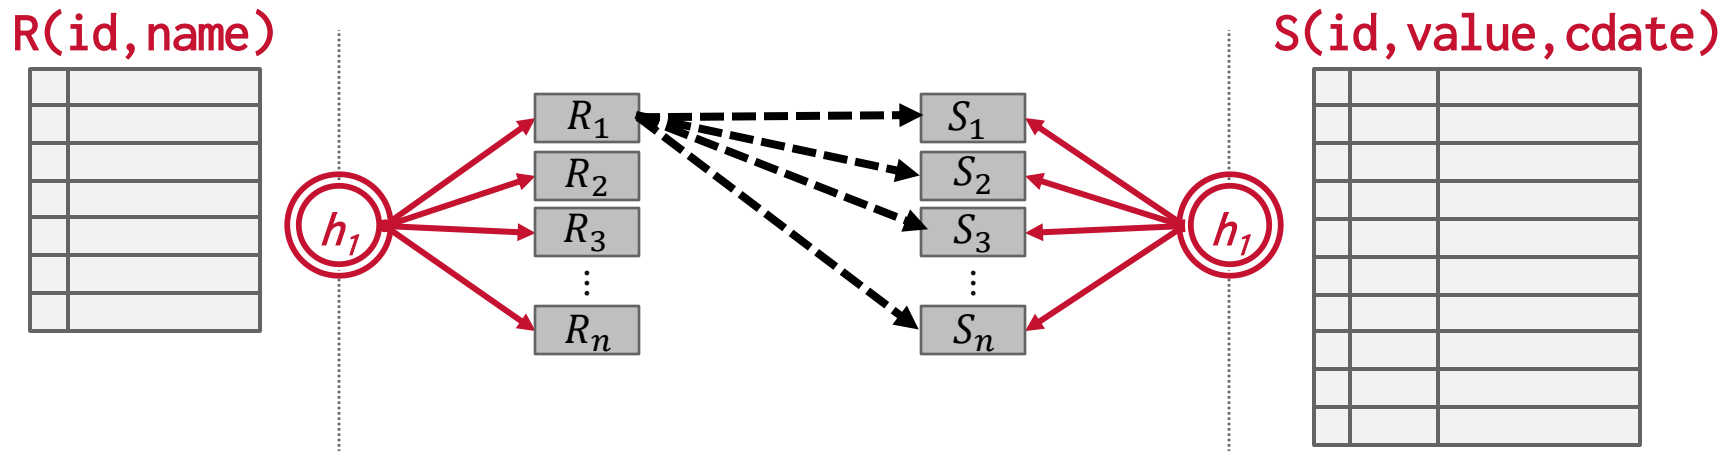 R(id,name)
S(id,value,cdate)
R₁
S₁
R₂
S₂
h₁
h₁
R₃
S₃
⋮
⋮
Rₙ
Sₙ